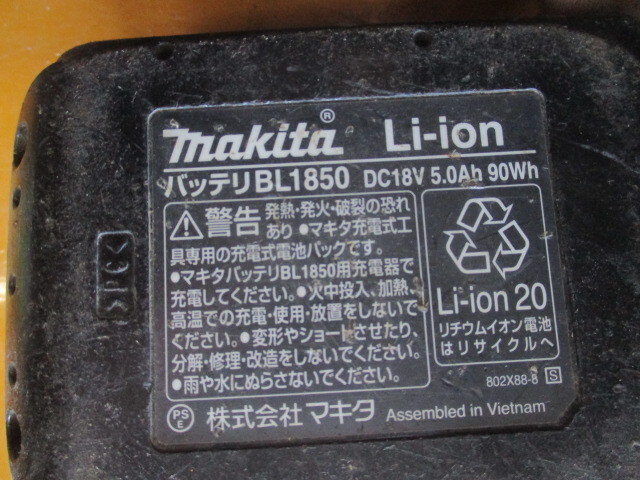 makita® Li-ion
バッテリBL1850 DC18V 5.0Ah 90Wh
警告 発熱・発火・破裂の恐れ
あり ●マキタ充電式工
具専用の充電式電池パックです。
●マキタバッテリBL1850用充電器で
充電してください。●火中投入、加熱、
高温での充電・使用・放置をしないで
ください。●変形やショートさせたり、
分解・修理・改造をしないでください。
●雨や水にぬらさないでください。
Li-ion 20
リチウムイオン電池
はリサイクルへ
802X88-8 S
PSE 株式会社 マキタ Assembled in Vietnam